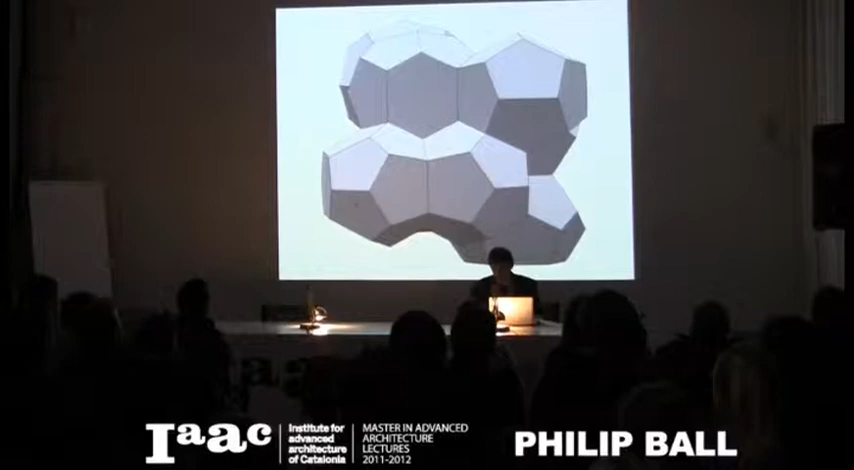 Iaac
Institute for
advanced
architecture
of Catalonia
MASTER IN ADVANCED
ARCHITECTURE
LECTURES
2011-2012
PHILIP BALL